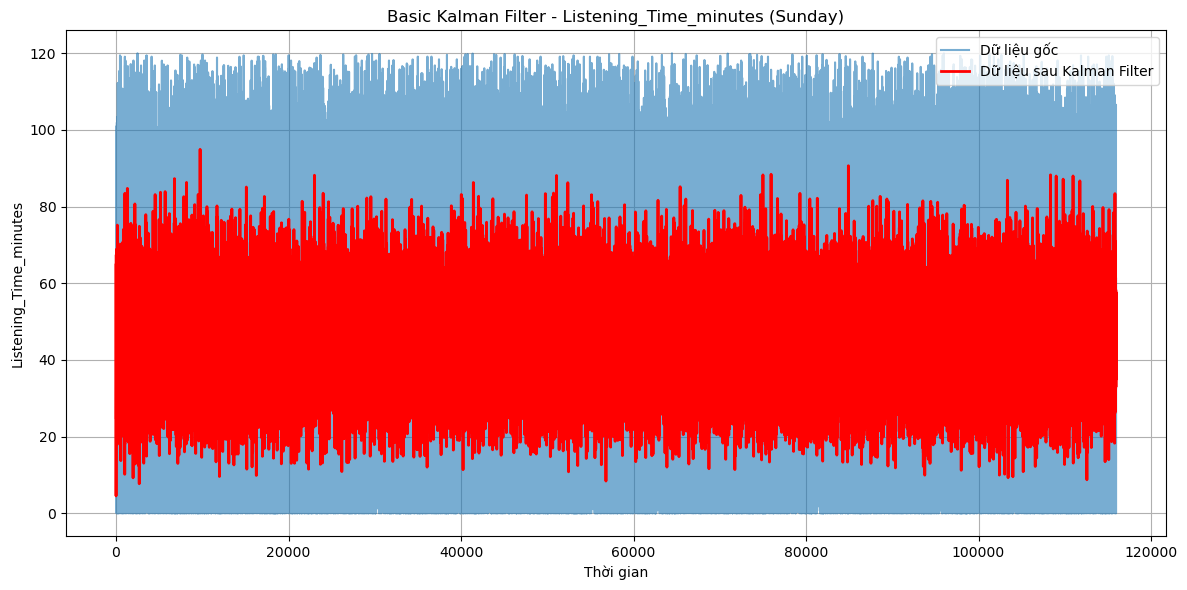 Basic Kalman Filter - Listening_Time_minutes (Sunday)
Dữ liệu gốc
Dữ liệu sau Kalman Filter
Listening_Time_minutes
120
100
80
60
40
20
0
0 20000 40000 60000 80000 100000 120000
Thời gian